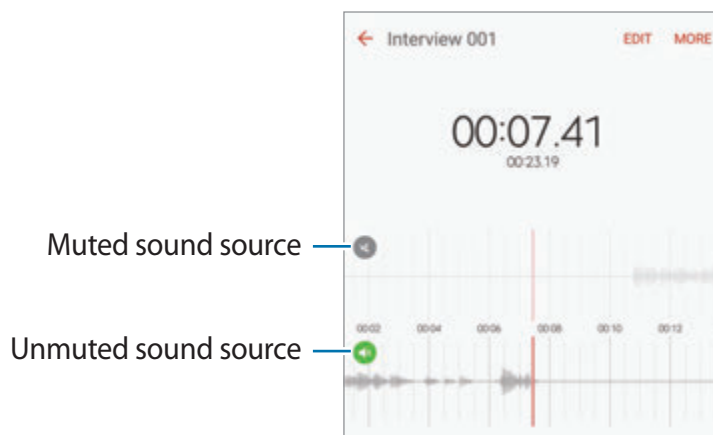 Interview 001 EDIT MORE
00:07.41
00:23.19
Muted sound source
00:02 00:04 00:06 00:08 00:10 00:12
Unmuted sound source